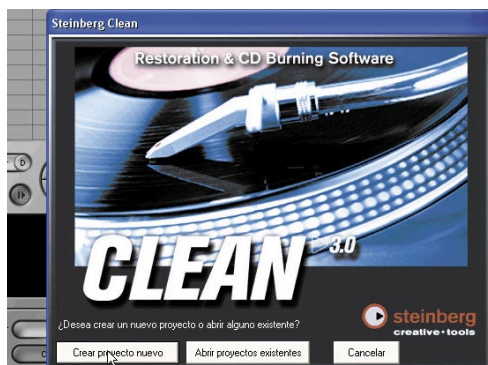 Steinberg Clean
Restoration & CD Burning Software
CLEAN 3.0
¿Desea crear un nuevo proyecto o abrir alguno existente?
steinberg
creative•tools
Crear proyecto nuevo Abrir proyectos existentes Cancelar
D